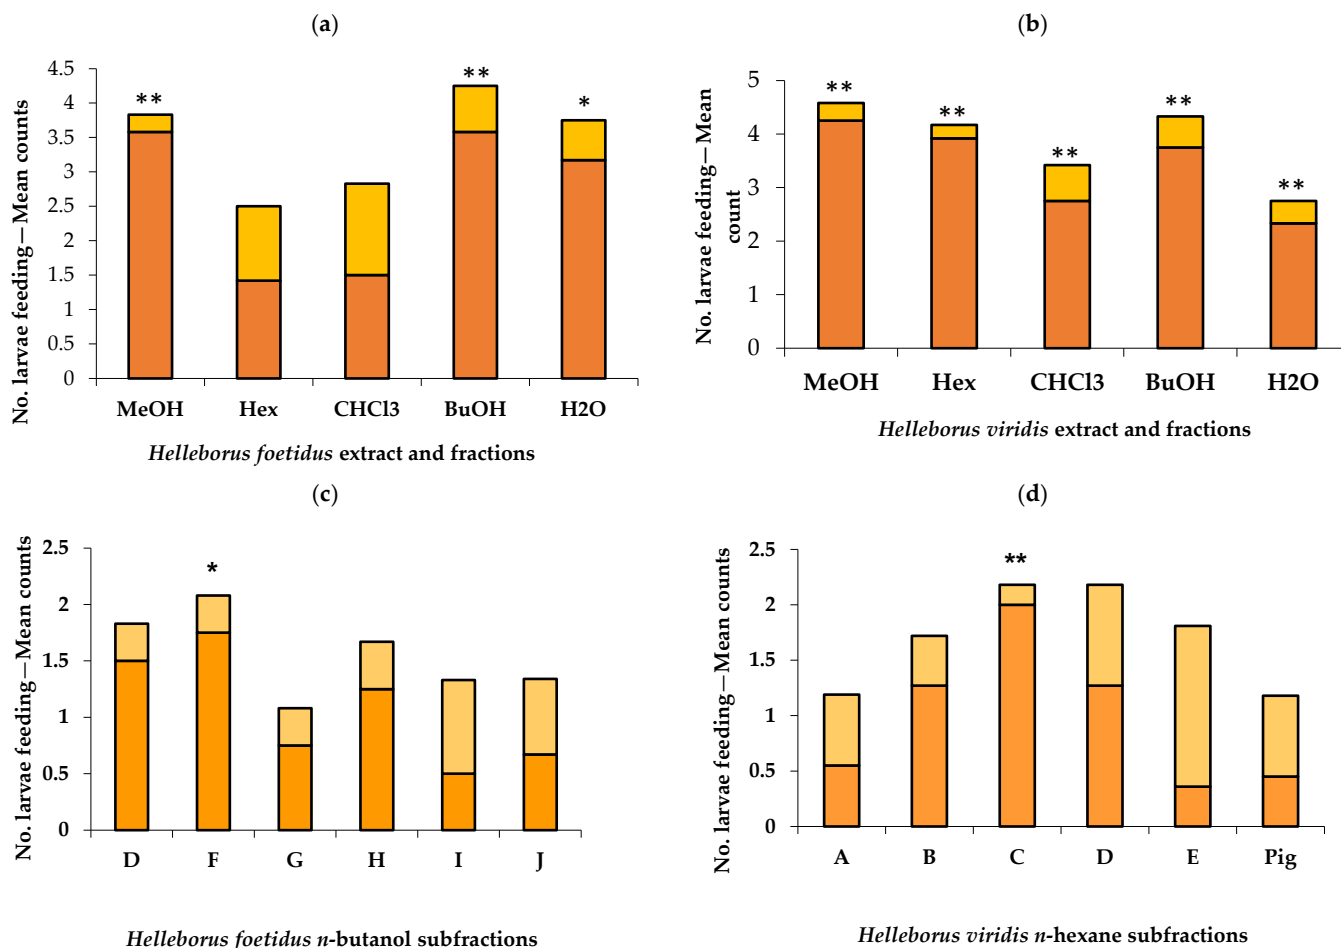 (a)
No. larvae feeding—Mean counts
4.5
4
3.5
3
2.5
2
1.5
1
0.5
0
**
**
*
MeOH Hex CHCl3 BuOH H2O
Helleborus foetidus extract and fractions
(b)
No. larvae feeding—Mean
count
5
4
3
2
1
0
**
**
**
**
**
MeOH Hex CHCl3 BuOH H2O
Helleborus viridis extract and fractions
(c)
No. larvae feeding—Mean counts
2.5
2
1.5
1
0.5
0
*
D F G H I J
Helleborus foetidus n-butanol subfractions
(d)
No. larvae feeding—Mean counts
2.5
2
1.5
1
0.5
0
**
A B C D E Pig
Helleborus viridis n-hexane subfractions